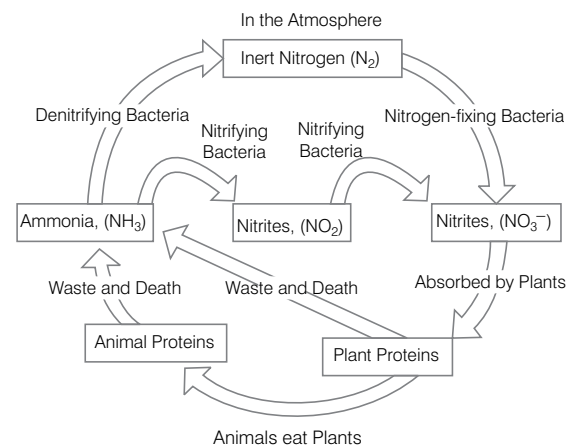 In the Atmosphere
Inert Nitrogen (N₂)
Denitrifying Bacteria
Nitrogen-fixing Bacteria
Nitrifying
Bacteria
Nitrifying
Bacteria
Ammonia, (NH₃)
Nitrites, (NO₂)
Nitrites, (NO₃⁻)
Waste and Death
Waste and Death
Absorbed by Plants
Animal Proteins
Plant Proteins
Animals eat Plants